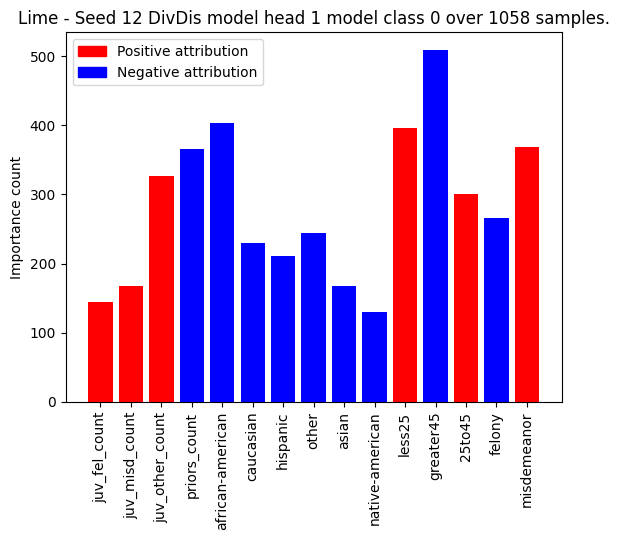 Lime - Seed 12 DivDis model head 1 model class 0 over 1058 samples.
Positive attribution
Negative attribution
Importance count
500
400
300
200
100
0
juv_fel_count
juv_misd_count
juv_other_count
priors_count
african-american
caucasian
hispanic
other
asian
native-american
less25
greater45
25to45
felony
misdemeanor